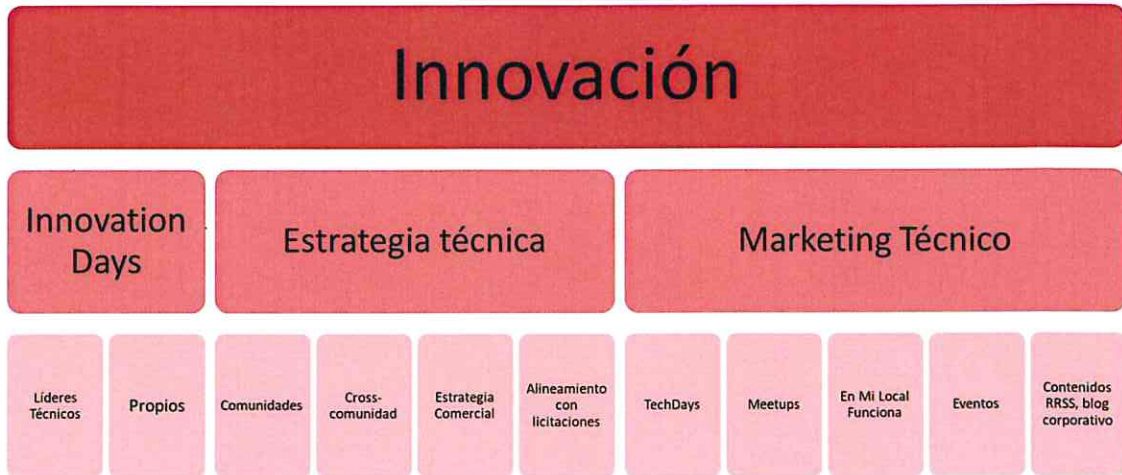 Innovación
Innovation
Days
Estrategia técnica
Marketing Técnico
Líderes
Técnicos
Propios
Comunidades
Cross-
comunidad
Estrategia
Comercial
Alineamiento
con
licitaciones
TechDays
Meetups
En Mi Local
Funciona
Eventos
Contenidos
RRSS, blog
corporativo